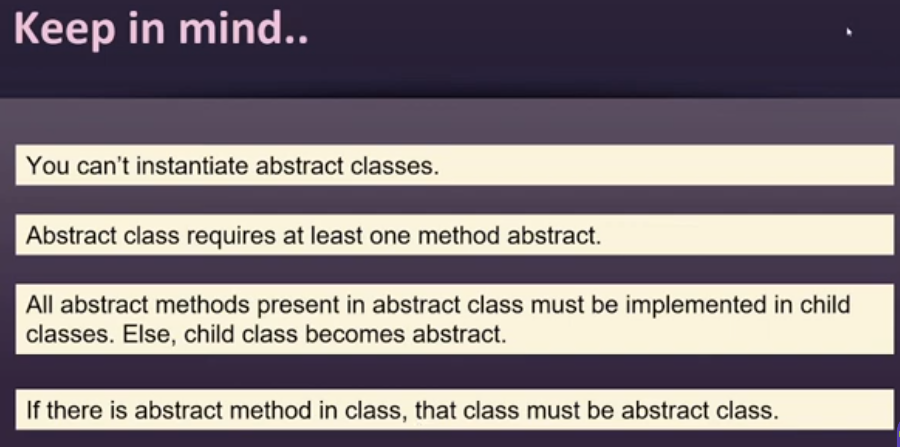 Keep in mind..
You can't instantiate abstract classes.
Abstract class requires at least one method abstract.
All abstract methods present in abstract class must be implemented in child
classes. Else, child class becomes abstract.
If there is abstract method in class, that class must be abstract class.